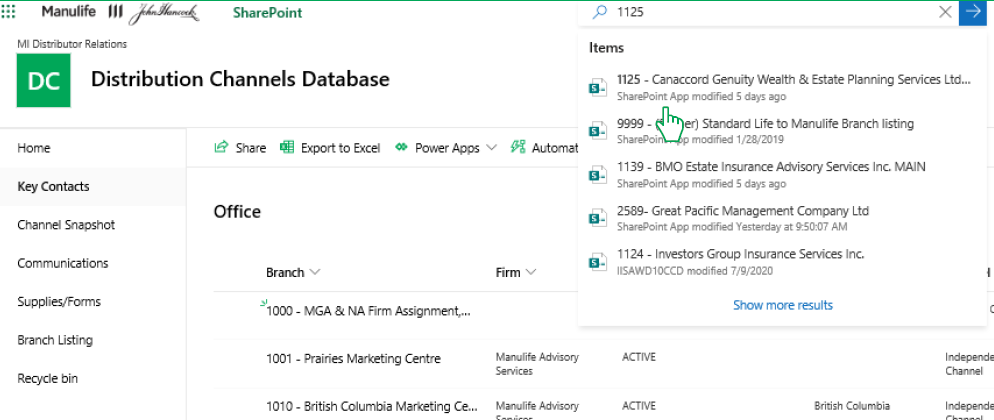 Manulife John Hancock SharePoint
1125
MI Distributor Relations
DC
Distribution Channels Database
Items
1125 - Canaccord Genuity Wealth & Estate Planning Services Ltd...
SharePoint App modified 5 days ago
9999 - Standard Life to Manulife Branch listing
SharePoint App modified 1/28/2019
1139 - BMO Estate Insurance Advisory Services Inc. MAIN
SharePoint App modified 5 days ago
2589- Great Pacific Management Company Ltd
SharePoint App modified Yesterday at 9:50:07 AM
1124 - Investors Group Insurance Services Inc.
IISAWD10CCD modified 7/9/2020
Show more results
Home
Key Contacts
Channel Snapshot
Communications
Supplies/Forms
Branch Listing
Recycle bin
Share Export to Excel Power Apps Automat
Office
Branch Firm
1000 - MGA & NA Firm Assignment,...
1001 - Prairies Marketing Centre Manulife Advisory ACTIVE Independe
Services Channel
1010 - British Columbia Marketing Ce... Manulife Advisory ACTIVE British Columbia Independe
Services Channel